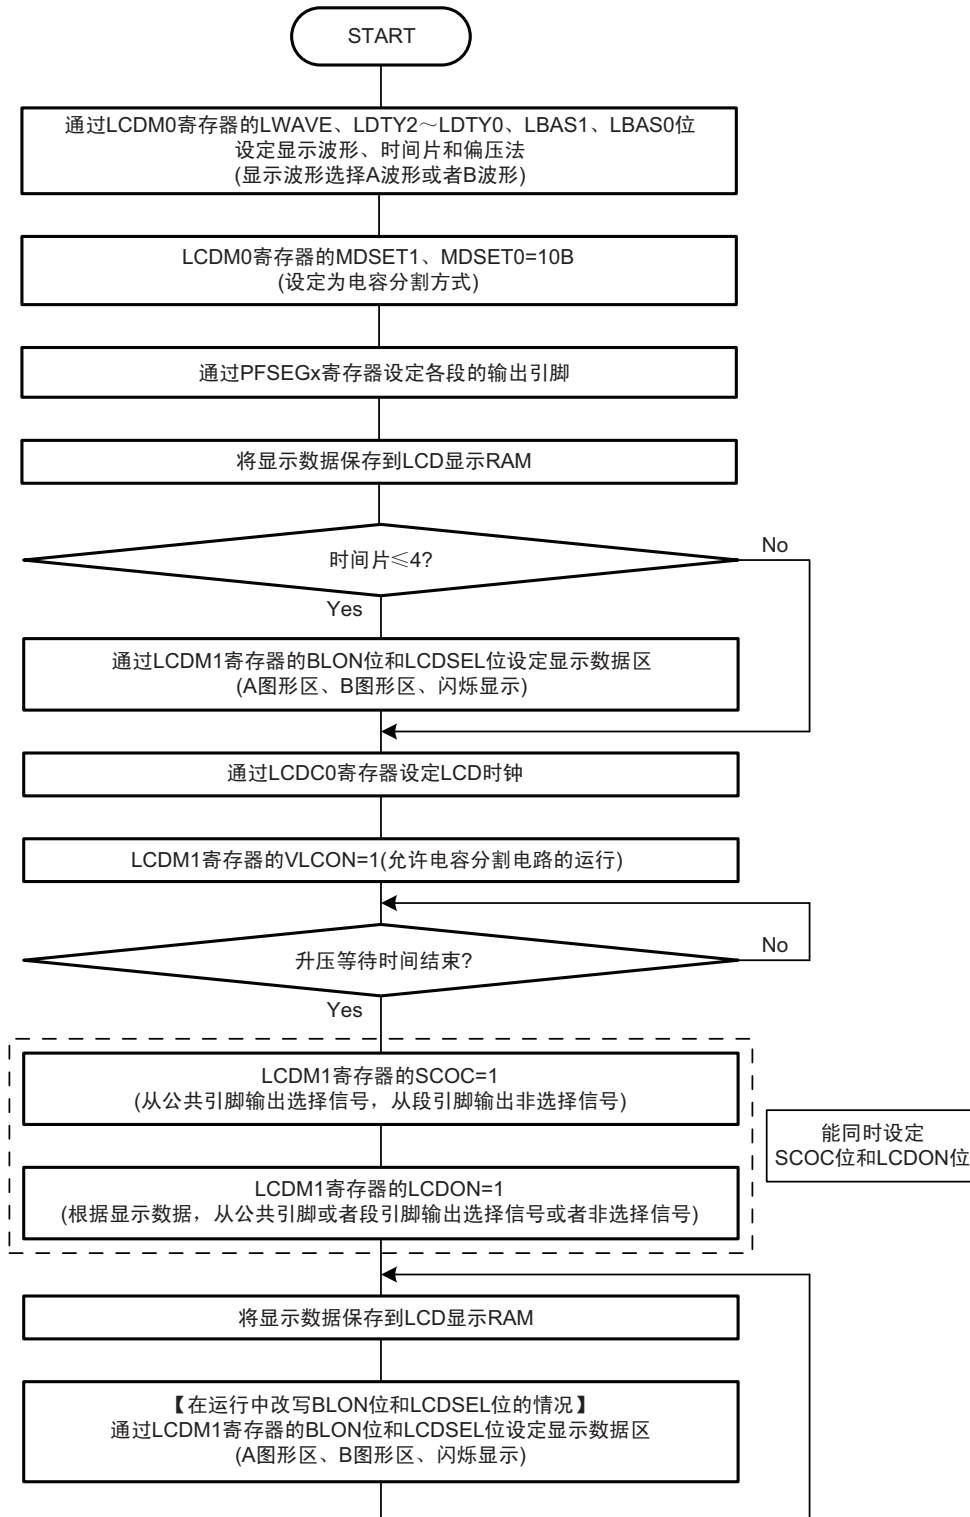 START
通过LCDM0寄存器的LWAVE、LDTY2～LDTY0、LBAS1、LBAS0位
设定显示波形、时间片和偏压法
(显示波形选择A波形或者B波形)
LCDM0寄存器的MDSET1、MDSET0=10B
(设定为电容分割方式)
通过PFSEGx寄存器设定各段的输出引脚
将显示数据保存到LCD显示RAM
时间片≤4?
No
Yes
通过LCDM1寄存器的BLON位和LCDSEL位设定显示数据区
(A图形区、B图形区、闪烁显示)
通过LCDC0寄存器设定LCD时钟
LCDM1寄存器的VLCON=1(允许电容分割电路的运行)
升压等待时间结束?
No
Yes
LCDM1寄存器的SCOC=1
(从公共引脚输出选择信号，从段引脚输出非选择信号)
能同时设定
SCOC位和LCDON位
LCDM1寄存器的LCDON=1
(根据显示数据，从公共引脚或者段引脚输出选择信号或者非选择信号)
将显示数据保存到LCD显示RAM
【在运行中改写BLON位和LCDSEL位的情况】
通过LCDM1寄存器的BLON位和LCDSEL位设定显示数据区
(A图形区、B图形区、闪烁显示)